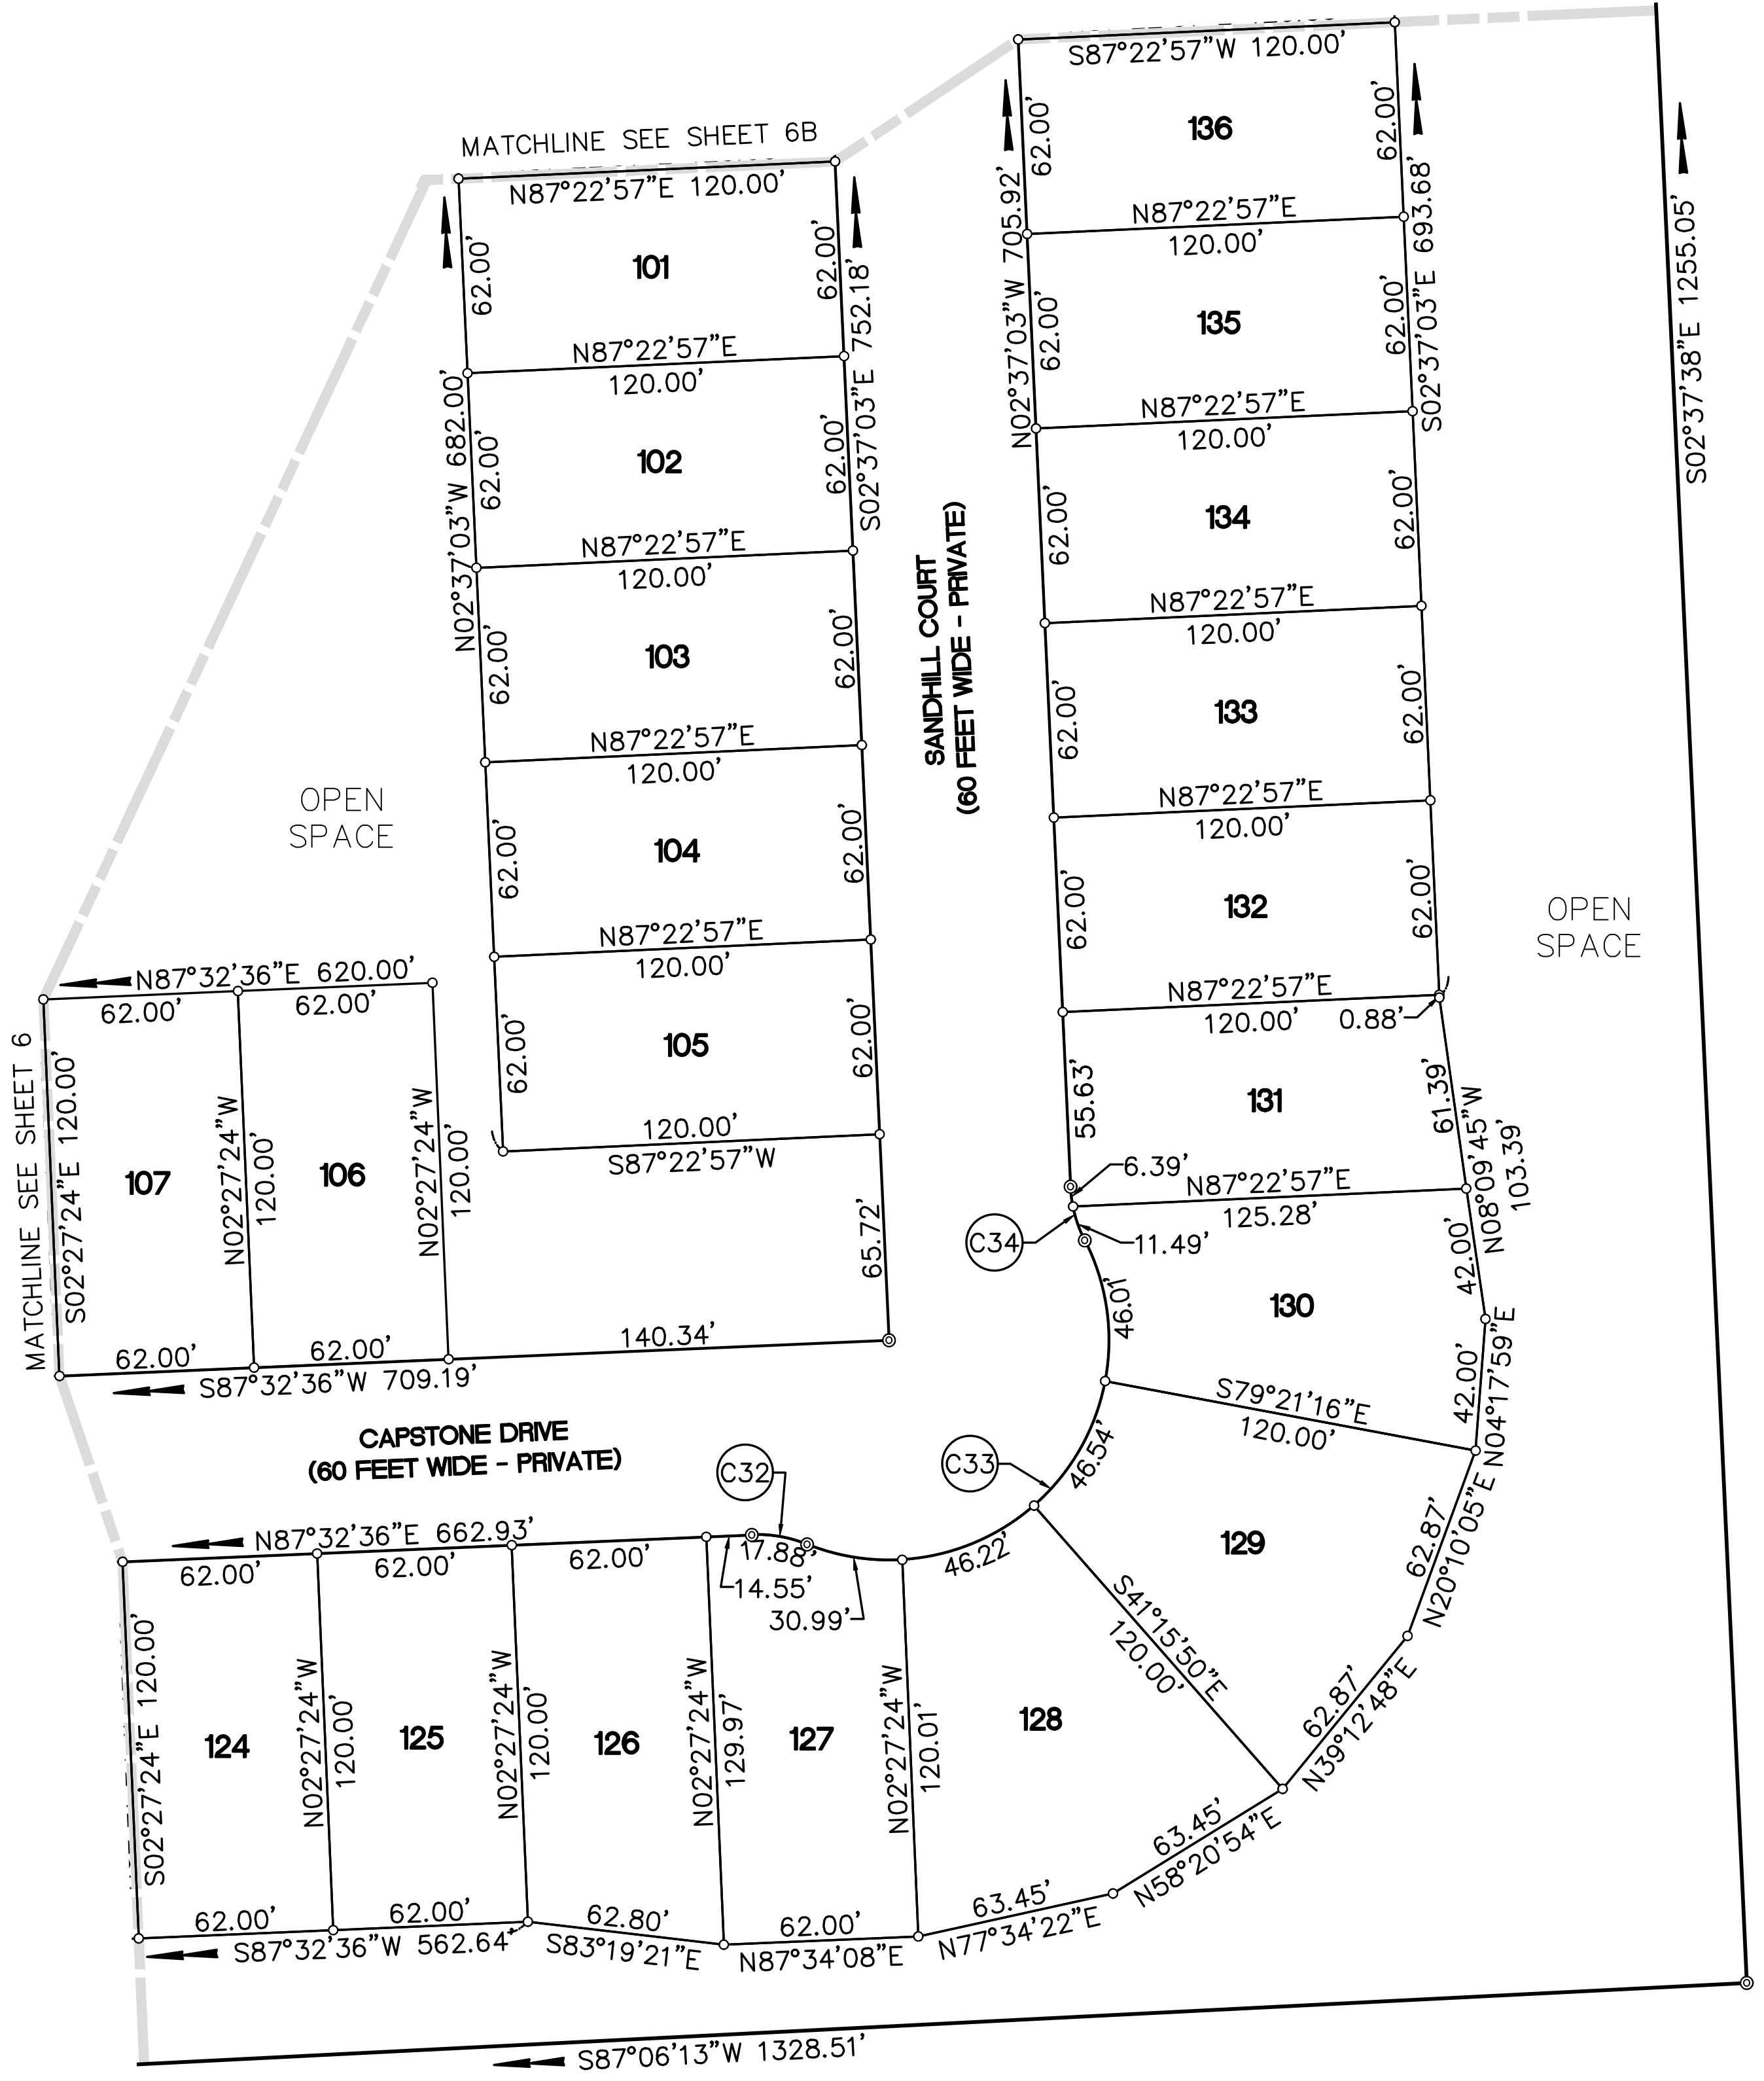 S87°22'57"W 120.00'
62.00'
136
62.00'
N02°37'03"W 705.92'
S02°37'03"E 693.68'
S02°37'38"E 1255.05'
N87°22'57"E
120.00'
62.00'
135
62.00'
N87°22'57"E
120.00'
62.00'
134
62.00'
N87°22'57"E
120.00'
62.00'
133
62.00'
N87°22'57"E
120.00'
62.00'
132
62.00'
N87°22'57"E
120.00'
0.88'
55.63'
131
61.39'
N08°09'45"W
103.39'
6.39'
N87°22'57"E
125.28'
C34
11.49'
46.01'
130
42.00'
42.00'
N04°17'59"E
S79°21'16"E
120.00'
MATCHLINE SEE SHEET 6B
N87°22'57"E 120.00'
62.00'
101
62.00'
N02°37'03"W 682.00'
S02°37'03"E 752.18'
N87°22'57"E
120.00'
62.00'
102
62.00'
N87°22'57"E
120.00'
62.00'
103
62.00'
N87°22'57"E
120.00'
62.00'
104
62.00'
N87°22'57"E
120.00'
62.00'
105
62.00'
120.00'
S87°22'57"W
65.72'
140.34'
SANDHILL COURT
(60 FEET WIDE - PRIVATE)
OPEN
SPACE
OPEN
SPACE
N87°32'36"E 620.00'
62.00'
62.00'
MATCHLINE SEE SHEET 6
S02°27'24"E 120.00'
107
N02°27'24"W
120.00'
106
N02°27'24"W
120.00'
62.00'
62.00'
S87°32'36"W 709.19'
CAPSTONE DRIVE
(60 FEET WIDE - PRIVATE)
C32
C33
46.54'
N87°32'36"E 662.93'
62.00'
62.00'
62.00'
17.88'
14.55'
30.99'
46.22'
129
62.87'
N20°10'05"E
S41°15'50"E
120.00'
62.87'
N39°12'48"E
S02°27'24"E 120.00'
124
N02°27'24"W
120.00'
125
N02°27'24"W
120.00'
126
N02°27'24"W
129.97'
127
N02°27'24"W
120.01'
128
63.45'
N58°20'54"E
63.45'
N77°34'22"E
62.00'
62.00'
62.80'
62.00'
S87°32'36"W 562.64'
S83°19'21"E
N87°34'08"E
S87°06'13"W 1328.51'